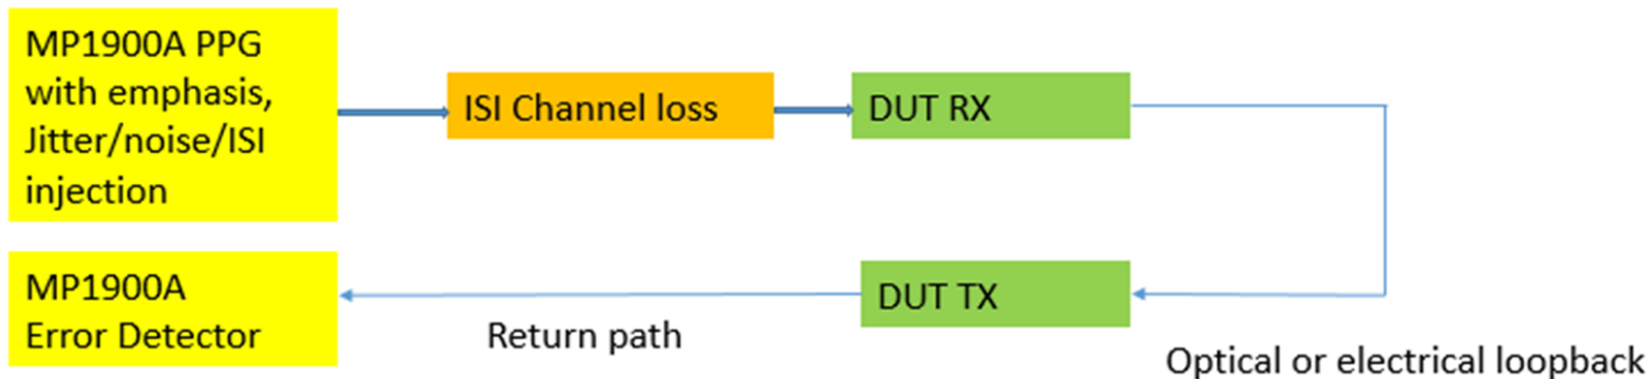 MP1900A PPG
with emphasis,
Jitter/noise/ISI
injection
ISI Channel loss
DUT RX
MP1900A
Error Detector
Return path
DUT TX
Optical or electrical loopback